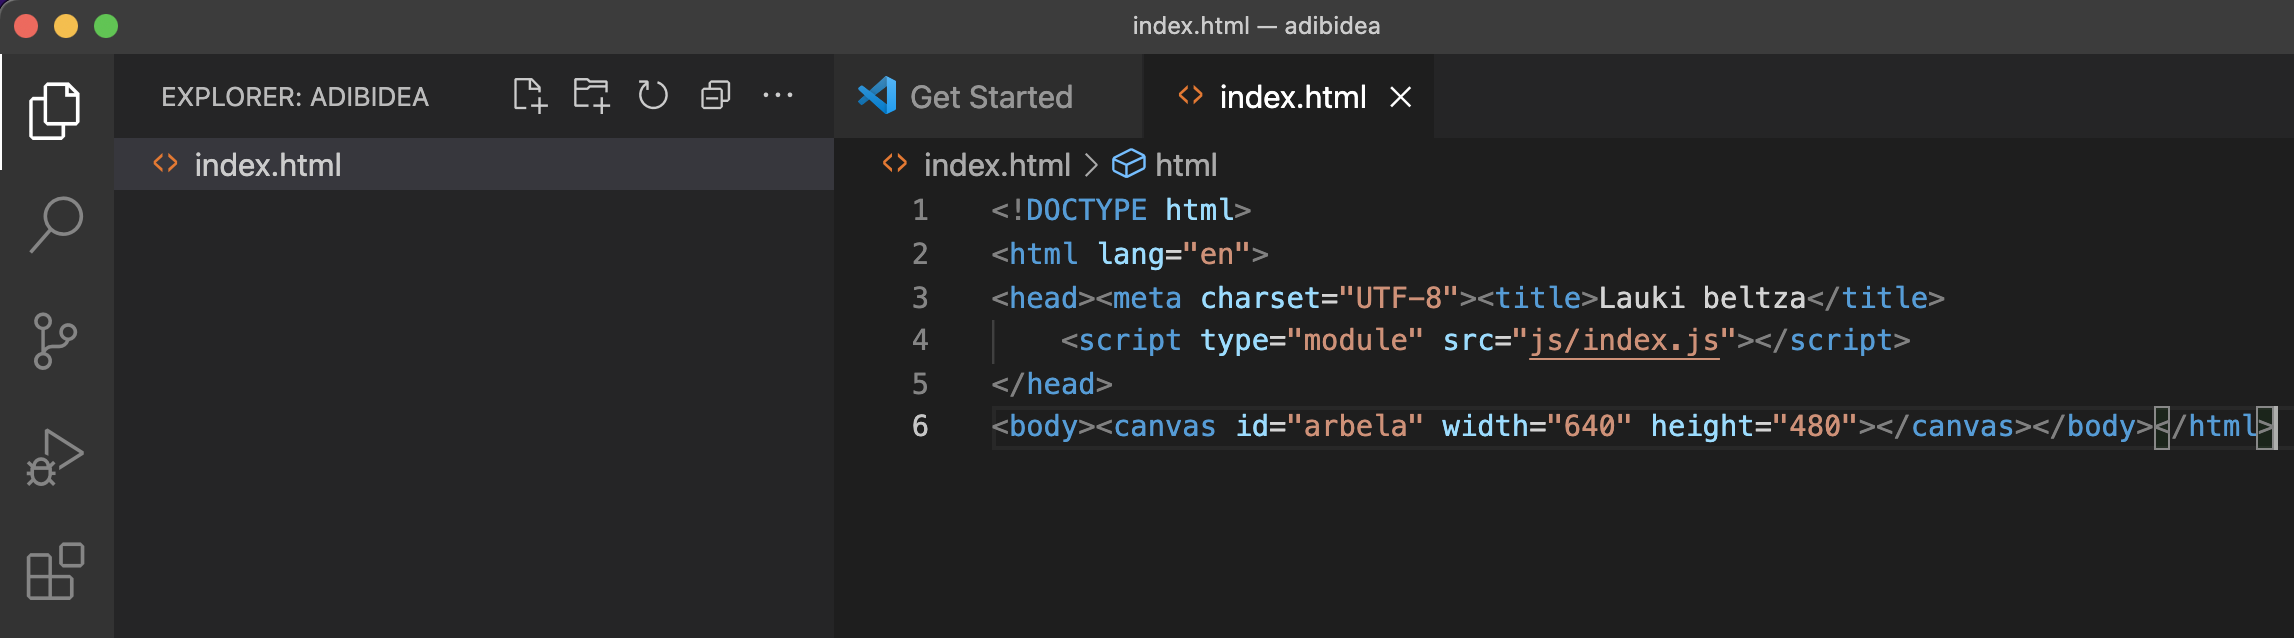 index.html — adibidea
EXPLORER: ADIBIDEA
index.html
Get Started
index.html
index.html > html
1 <!DOCTYPE html>
2 <html lang="en">
3 <head><meta charset="UTF-8"><title>Lauki beltza</title>
4     <script type="module" src="js/index.js"></script>
5 </head>
6 <body><canvas id="arbela" width="640" height="480"></canvas></body></html>